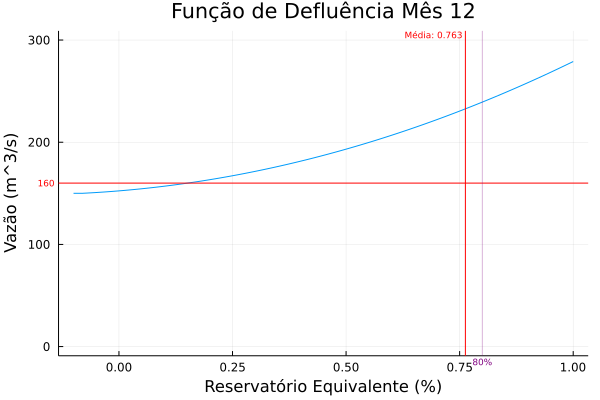 Função de Defluência Mês 12
Vazão (m^3/s)
300
200
100
0
160
Média: 0.763
0.00
0.25
0.50
0.75
80%
1.00
Reservatório Equivalente (%)